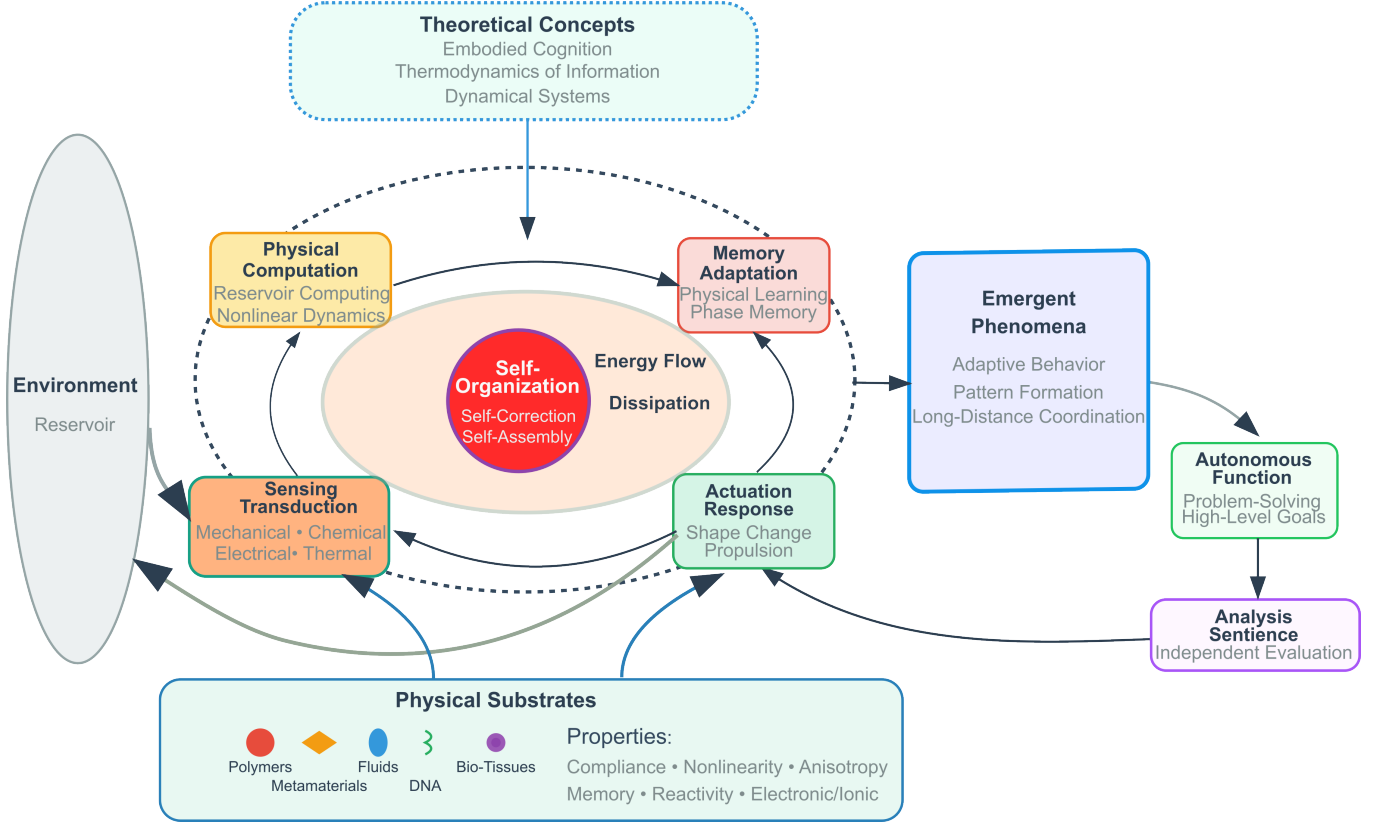 Theoretical Concepts
Embodied Cognition
Thermodynamics of Information
Dynamical Systems
Environment
Reservoir
Physical
Computation
Reservoir Computing
Nonlinear Dynamics
Memory
Adaptation
Physical Learning
Phase Memory
Self-
Organization
Self-Correction
Self-Assembly
Energy Flow
Dissipation
Sensing
Transduction
Mechanical • Chemical
Electrical• Thermal
Actuation
Response
Shape Change
Propulsion
Emergent
Phenomena
Adaptive Behavior
Pattern Formation
Long-Distance Coordination
Autonomous
Function
Problem-Solving
High-Level Goals
Analysis
Sentience
Independent Evaluation
Physical Substrates
Polymers
Metamaterials
Fluids
DNA
Bio-Tissues
Properties:
Compliance • Nonlinearity • Anisotropy
Memory • Reactivity • Electronic/Ionic